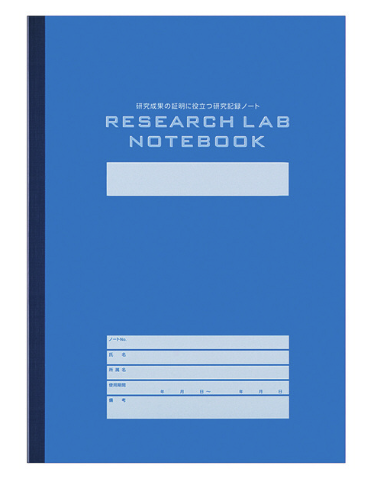 研究成果の証明に役立つ研究記録ノート
RESEARCH LAB
NOTEBOOK
ノートNo.
氏 名
所 属 名
使用期間 年 月 日 〜 年 月 日
備 考